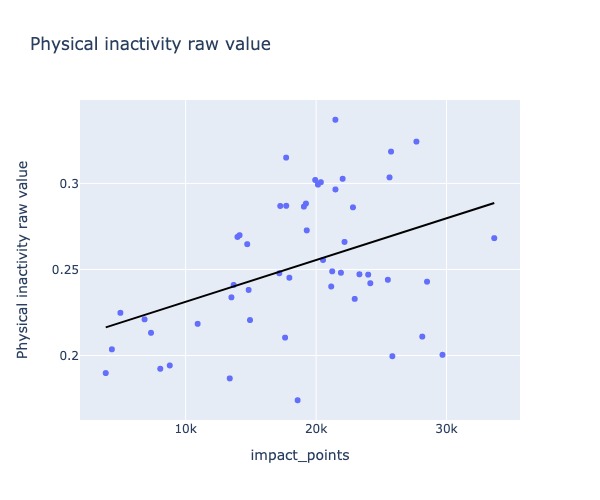 Physical inactivity raw value
Physical inactivity raw value
0.3
0.25
0.2
10k
20k
30k
impact_points